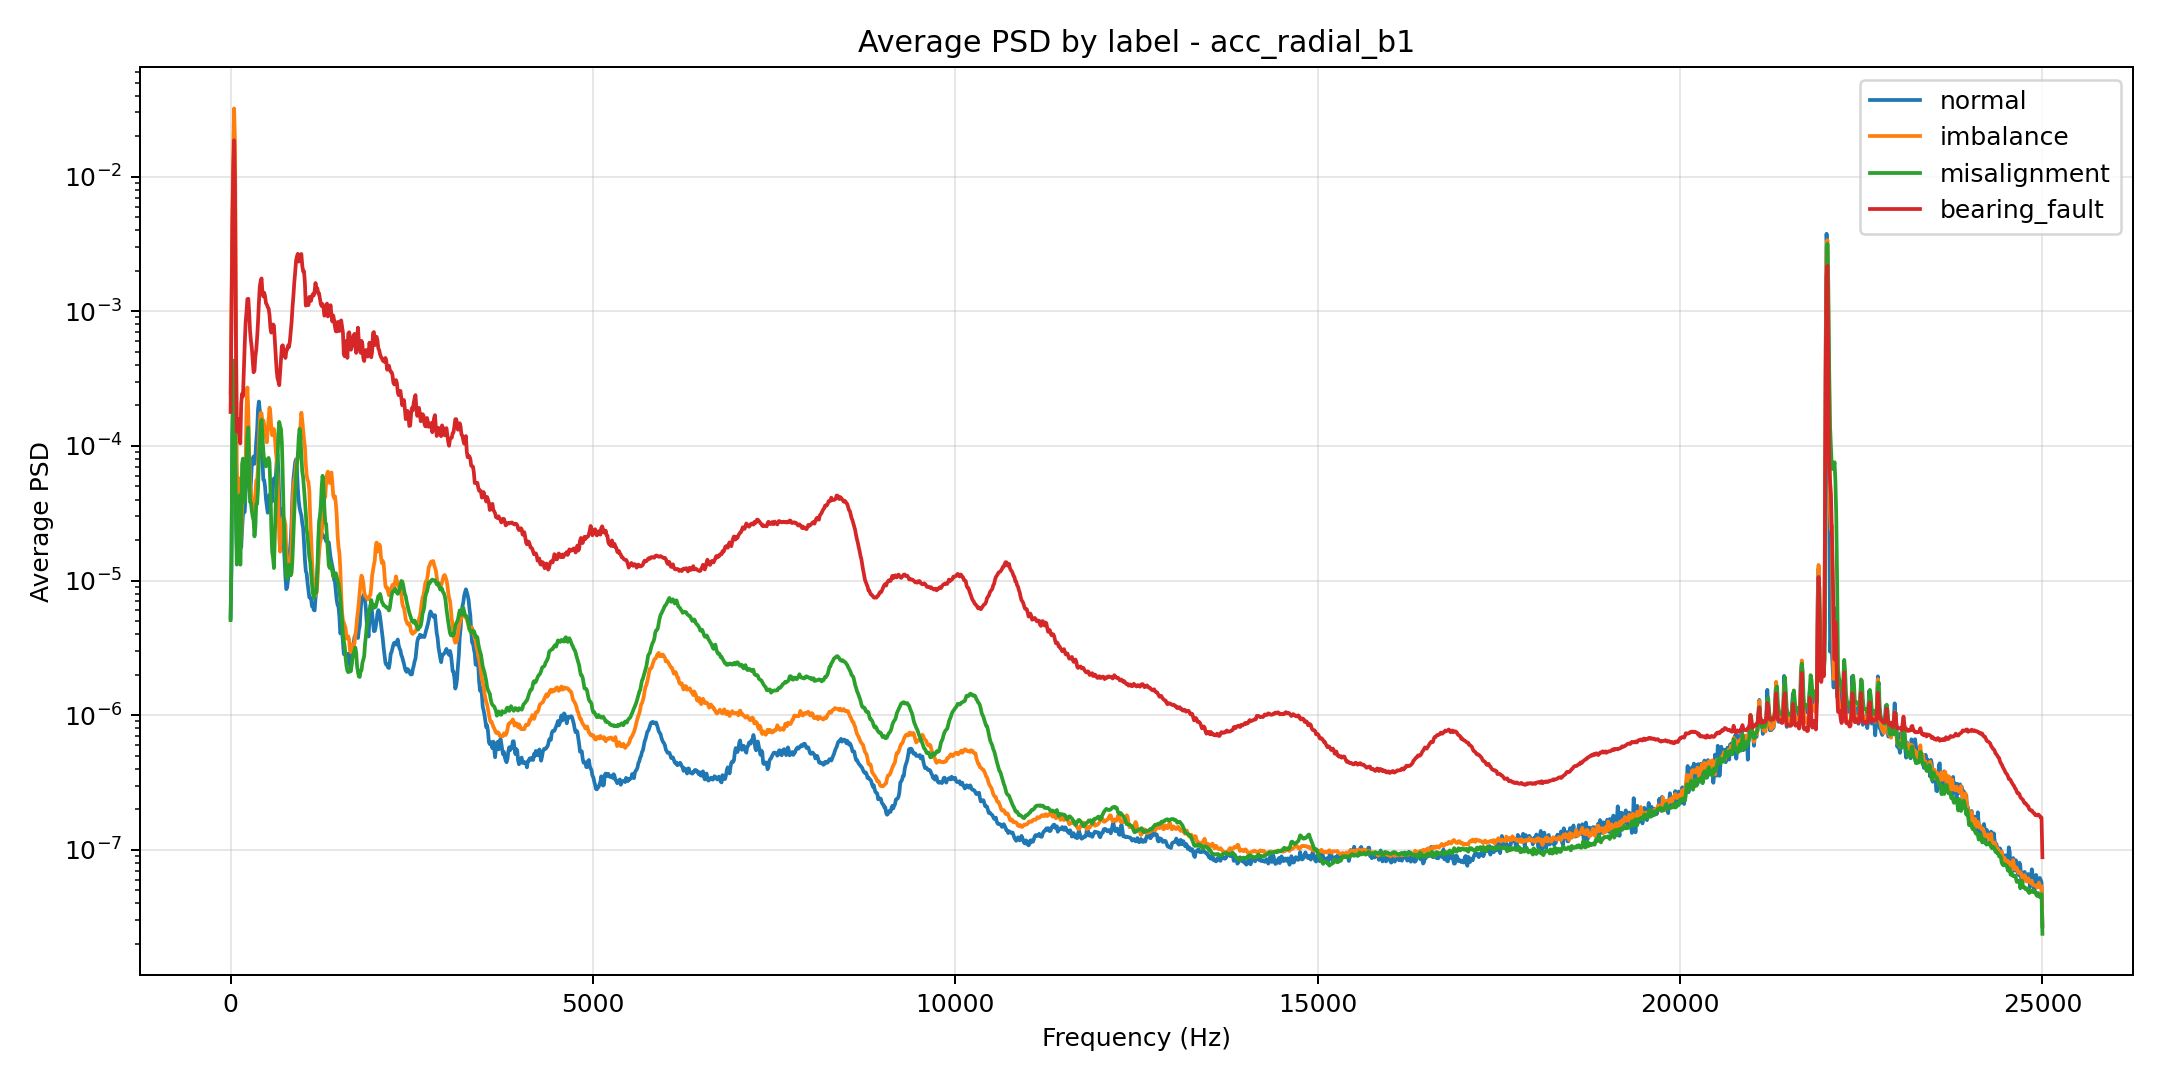 Average PSD by label - acc_radial_b1
normal
imbalance
misalignment
bearing_fault
Average PSD
10⁻²
10⁻³
10⁻⁴
10⁻⁵
10⁻⁶
10⁻⁷
0 5000 10000 15000 20000 25000
Frequency (Hz)